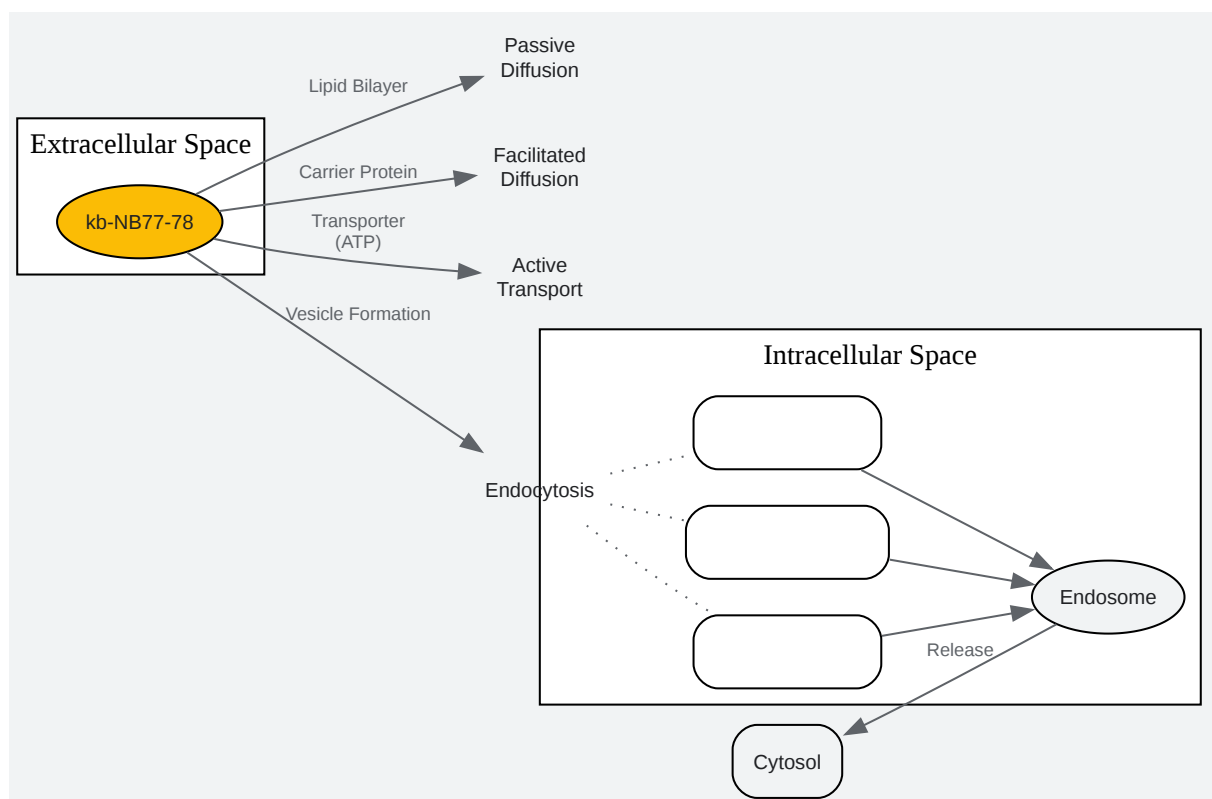 Passive
Diffusion
Lipid Bilayer
Extracellular Space
Facilitated
Diffusion
Carrier Protein
kb-NB77-78
Transporter
(ATP)
Active
Transport
Vesicle Formation
Intracellular Space
Endocytosis
Endosome
Release
Cytosol